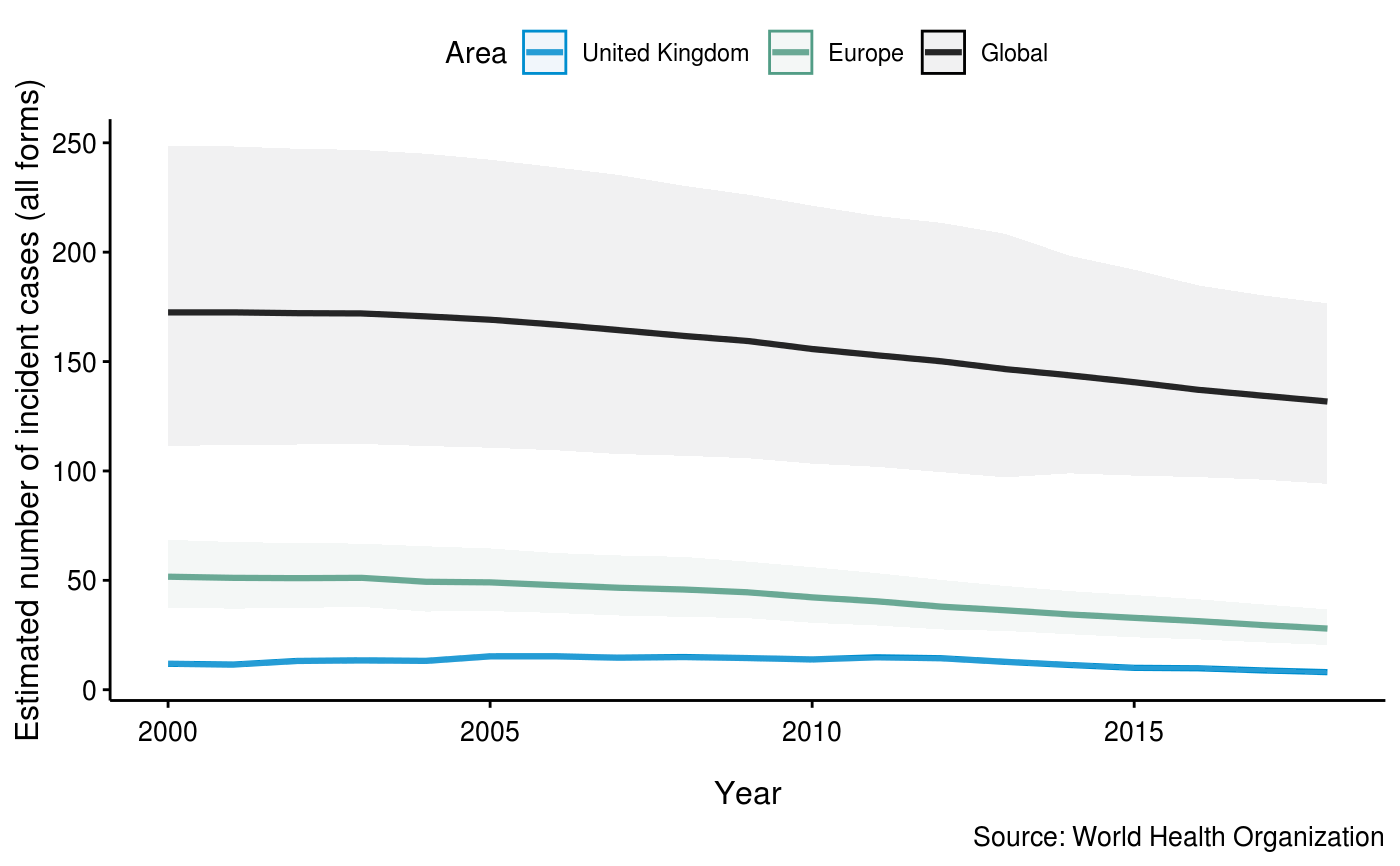 Area United Kingdom Europe Global
Estimated number of incident cases (all forms)
250
200
150
100
50
0
2000 2005 2010 2015
Year
Source: World Health Organization